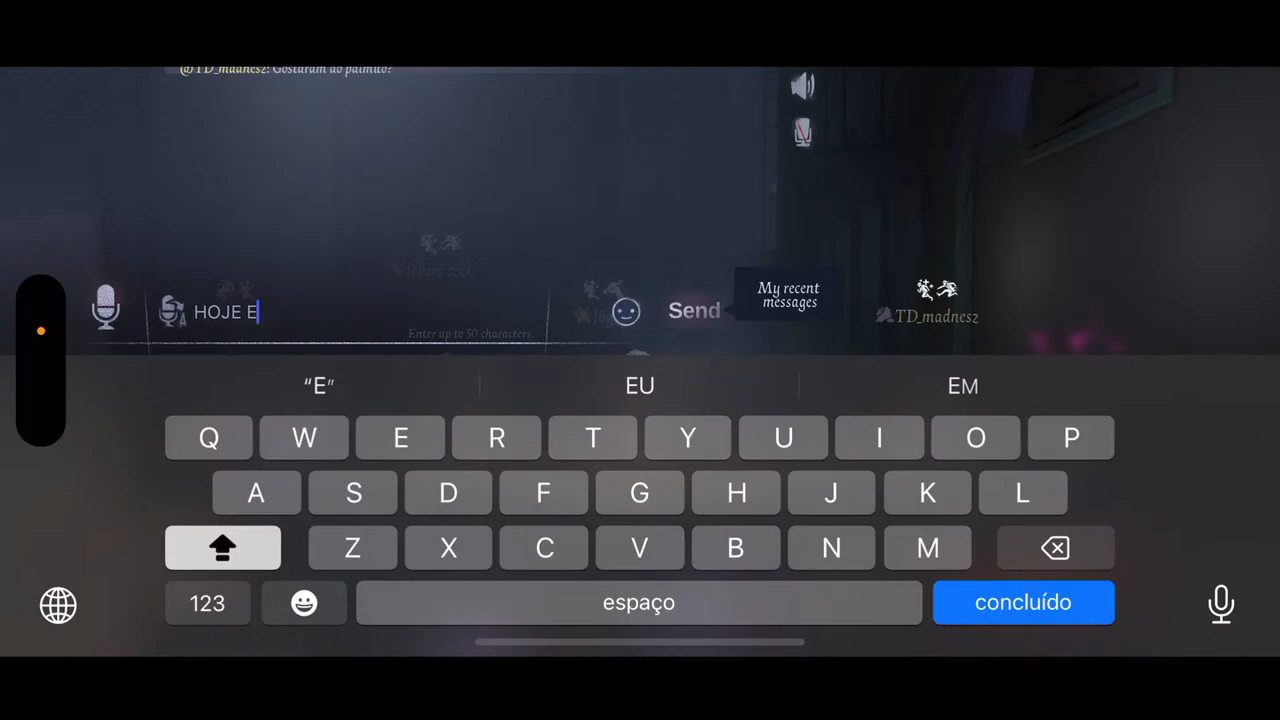 @TD_madnesz: Gostaram do palmito?
HOJE E
Enter up to 50 characters.
Send
My recent
messages
TD_madnesz
“E”
EU
EM
Q W E R T Y U I O P
A S D F G H J K L
Z X C V B N M
123
espaço
concluído